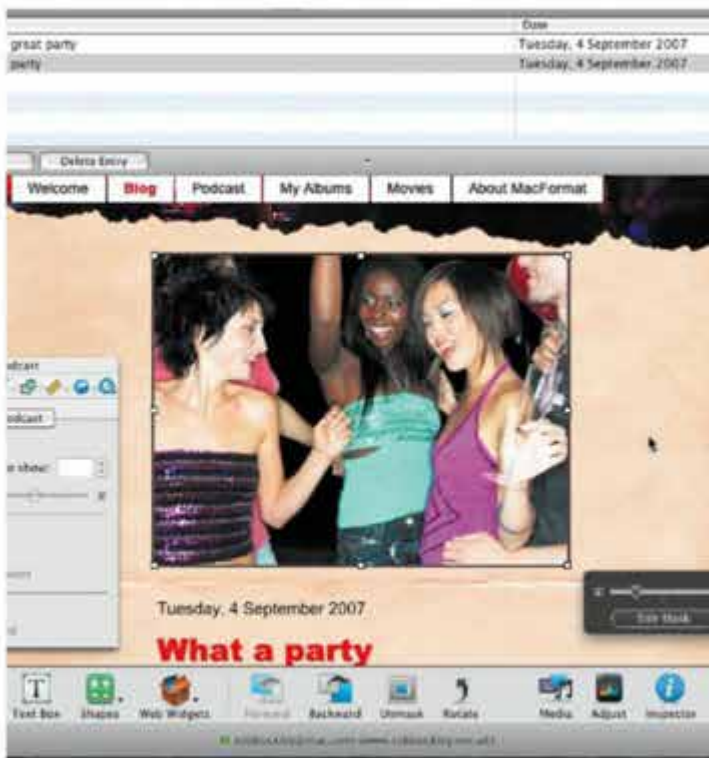 Date
great party Tuesday, 4 September 2007
party Tuesday, 4 September 2007
Delete Entry
Welcome Blog Podcast My Albums Movies About MacFormat
show:
Tuesday, 4 September 2007
Edit Mask
What a party
Text Box Shapes Web Widgets Forward Backward Unmask Rotate Media Adjust Inspector